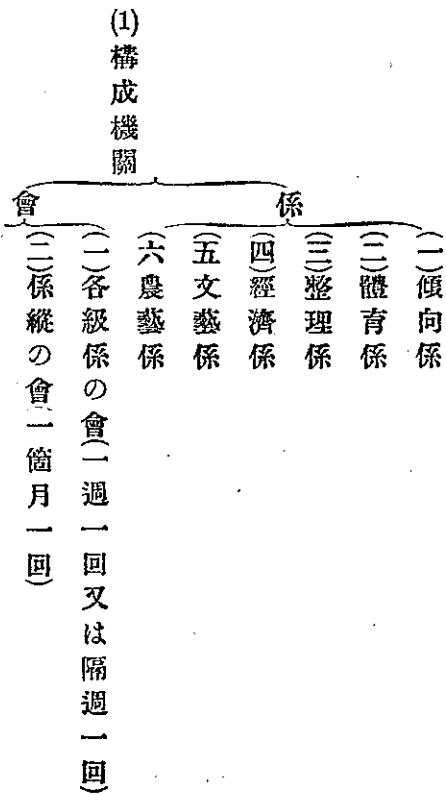 (1)構成機關
係
(一)傾向係
(二)體育係
(三)整理係
(四)經濟係
(五)文藝係
(六)農藝係
會
(一)各級係の會(一週一回又は隔週一回)
(二)係縱の會(一箇月一回)